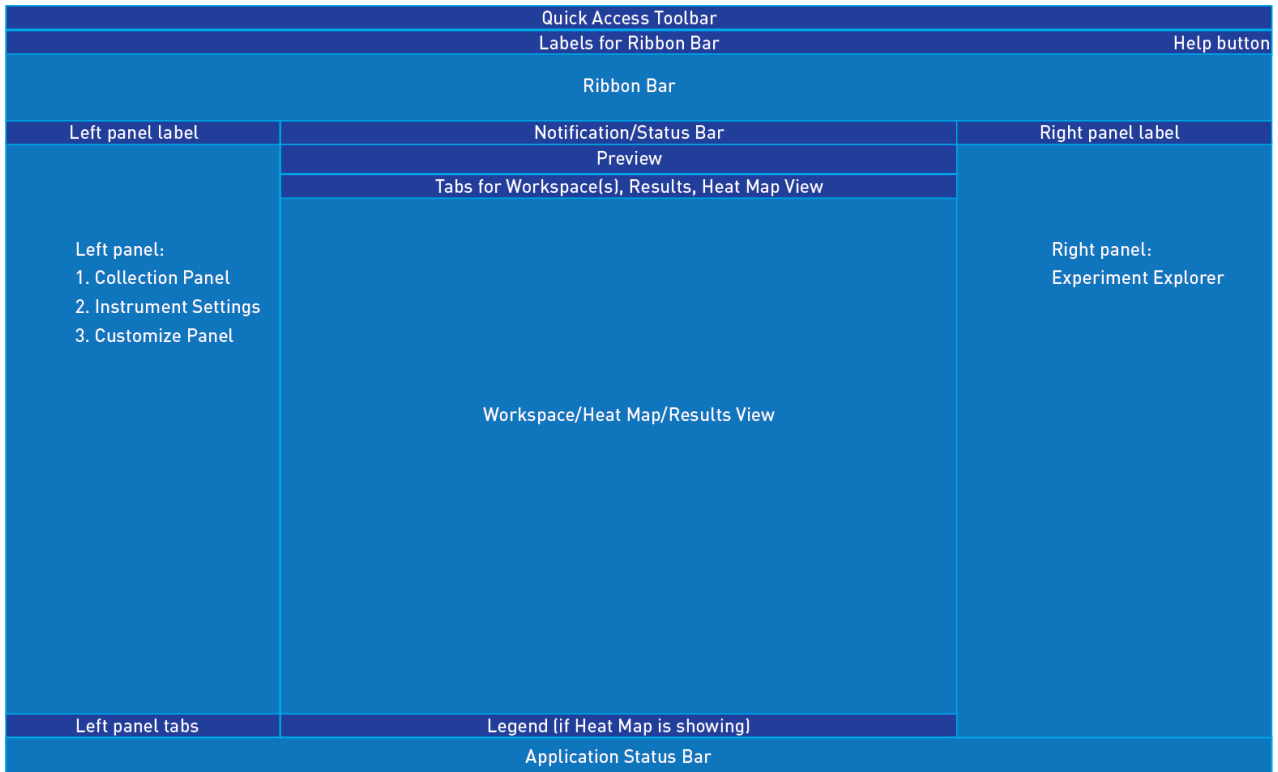 Quick Access Toolbar
Labels for Ribbon Bar
Help button
Ribbon Bar
Left panel label
Notification/Status Bar
Right panel label
Preview
Tabs for Workspace(s), Results, Heat Map View
Left panel:
1. Collection Panel
2. Instrument Settings
3. Customize Panel
Right panel:
Experiment Explorer
Workspace/Heat Map/Results View
Left panel tabs
Legend (if Heat Map is showing)
Application Status Bar